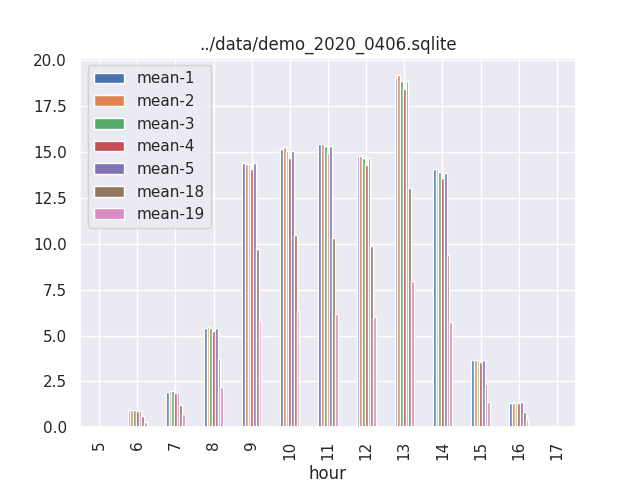 ../data/demo_2020_0406.sqlite
20.0
17.5
15.0
12.5
10.0
7.5
5.0
2.5
0.0
mean-1
mean-2
mean-3
mean-4
mean-5
mean-18
mean-19
5 6 7 8 9 10 11 12 13 14 15 16 17
hour